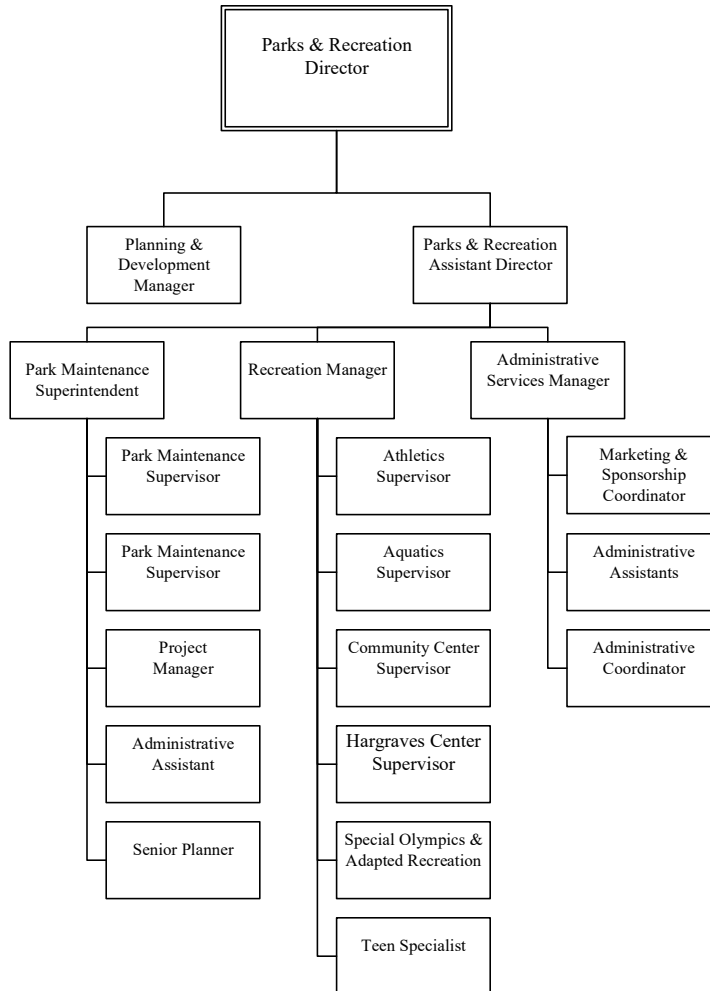 Parks & Recreation
Director
Planning &
Development
Manager
Parks & Recreation
Assistant Director
Park Maintenance
Superintendent
Recreation Manager
Administrative
Services Manager
Park Maintenance
Supervisor
Athletics
Supervisor
Marketing &
Sponsorship
Coordinator
Park Maintenance
Supervisor
Aquatics
Supervisor
Administrative
Assistants
Project
Manager
Community Center
Supervisor
Administrative
Coordinator
Administrative
Assistant
Hargraves Center
Supervisor
Senior Planner
Special Olympics &
Adapted Recreation
Teen Specialist